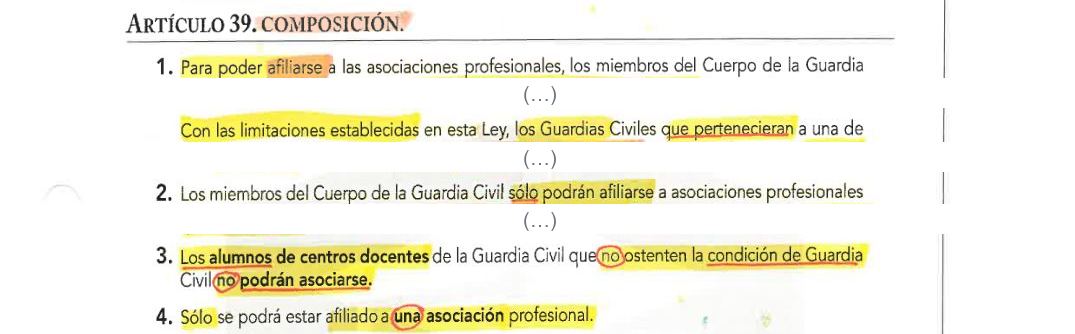 ARTÍCULO 39. COMPOSICIÓN.
1. Para poder afiliarse a las asociaciones profesionales, los miembros del Cuerpo de la Guardia
(...)
Con las limitaciones establecidas en esta Ley, los Guardias Civiles que pertenecieran a una de
(...)
2. Los miembros del Cuerpo de la Guardia Civil sólo podrán afiliarse a asociaciones profesionales
(...)
3. Los alumnos de centros docentes de la Guardia Civil que no ostenten la condición de Guardia
Civil no podrán asociarse.
4. Sólo se podrá estar afiliado a una asociación profesional.